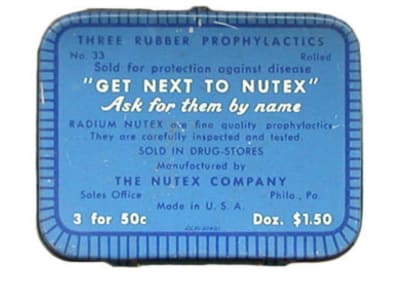 THREE RUBBER PROPHYLACTICS
No. 33 Rolled
Sold for protection against disease
"GET NEXT TO NUTEX"
Ask for them by name
RADIUM NUTEX are fine quality prophylactics
They are carefully inspected and tested.
SOLD IN DRUG-STORES
Manufactured by
THE NUTEX COMPANY
Sales Office Phila., Pa.
Made in U. S. A.
3 for 50c Doz. $1.50